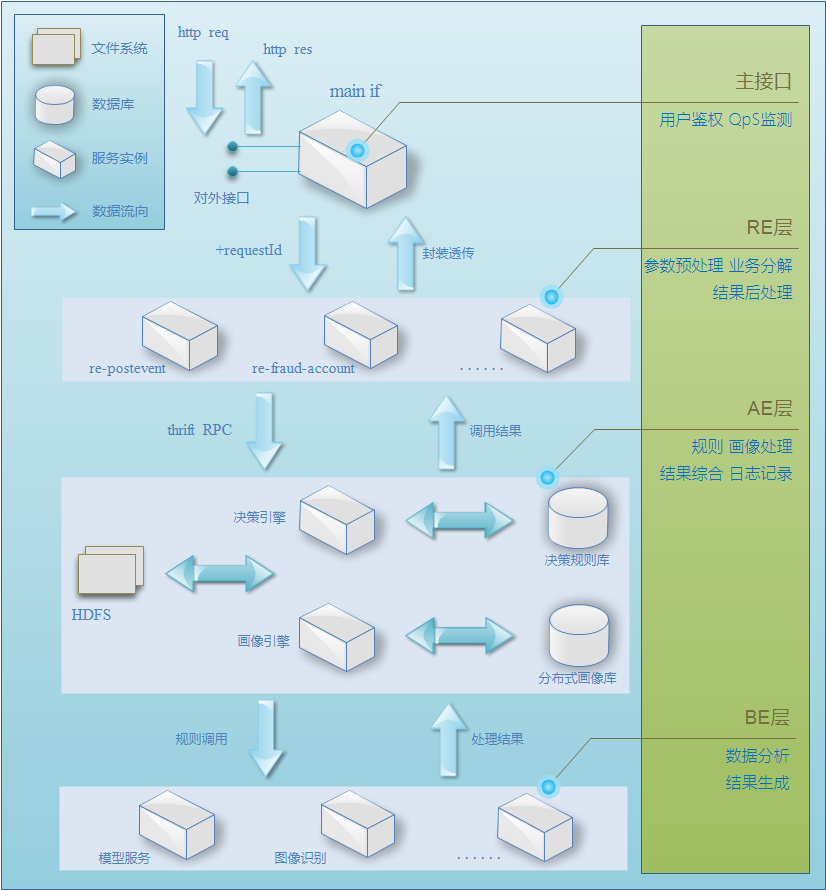 文件系统
数据库
服务实例
数据流向
http req
http res
main if
对外接口
+requestId
封装透传
re-postevent
re-fraud-account
······
thrift RPC
调用结果
决策引擎
决策规则库
HDFS
画像引擎
分布式画像库
规则调用
处理结果
模型服务
图像识别
······
主接口
用户鉴权 QpS监测
RE层
参数预处理 业务分解
结果后处理
AE层
规则 画像处理
结果综合 日志记录
BE层
数据分析
结果生成